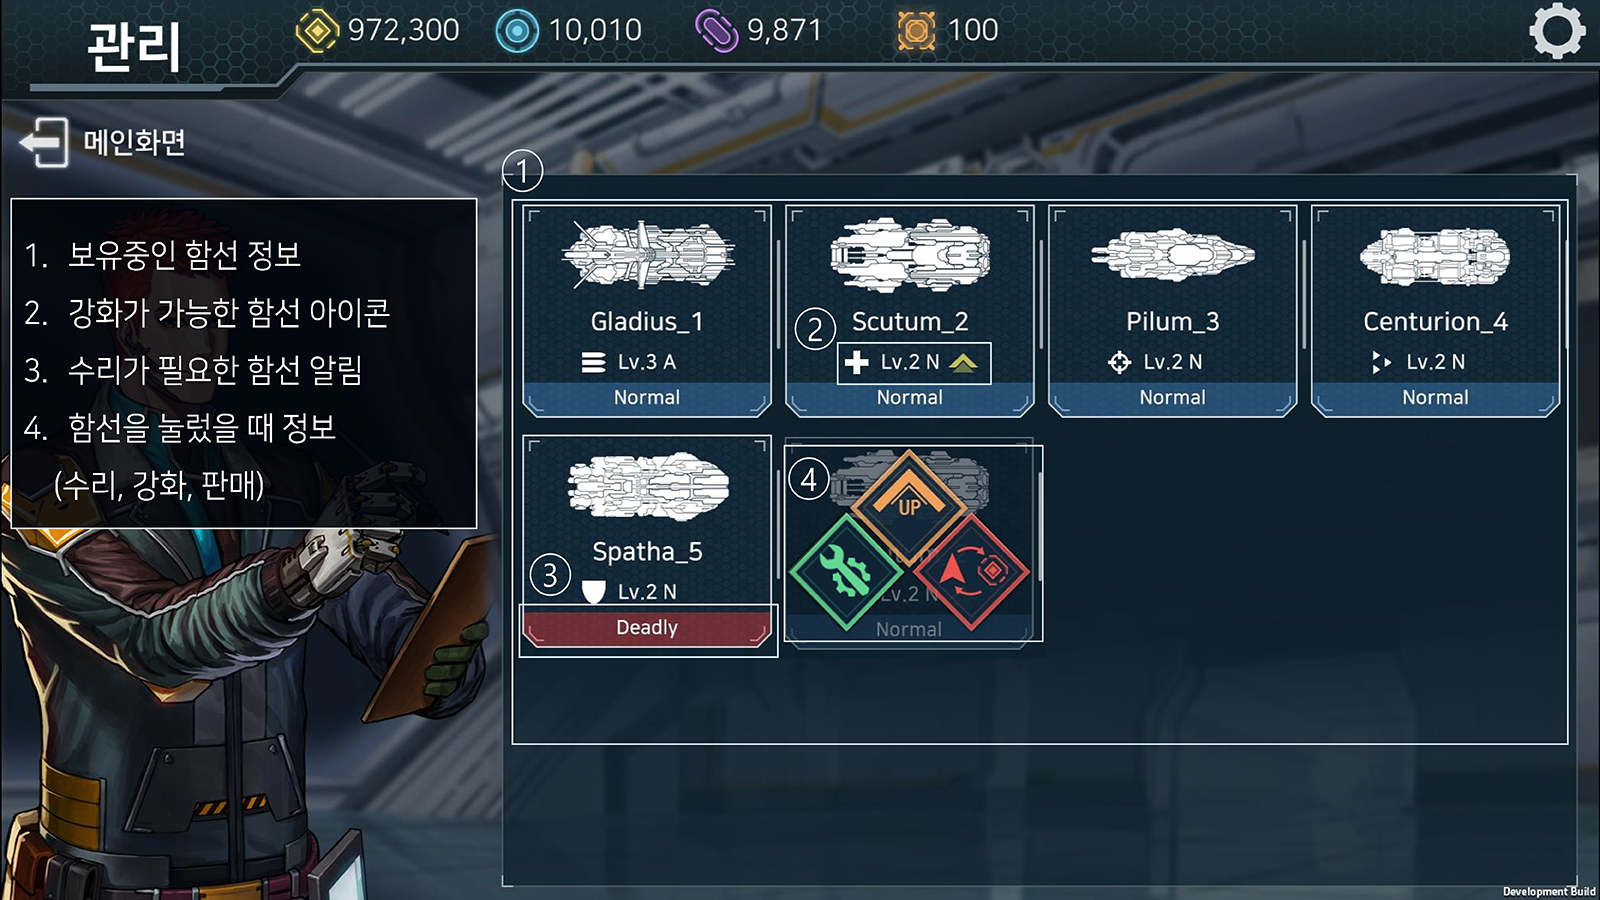 관리
972,300
10,010
9,871
100
메인화면
1. 보유중인 함선 정보
2. 강화가 가능한 함선 아이콘
3. 수리가 필요한 함선 알림
4. 함선을 눌렀을 때 정보
(수리, 강화, 판매)
①
Gladius_1
Lv.3 A
Normal
②
Scutum_2
Lv.2 N
Normal
Pilum_3
Lv.2 N
Normal
Centurion_4
Lv.2 N
Normal
Spatha_5
③
Lv.2 N
Deadly
④
UP
Lv.2 N
Normal
Development Build